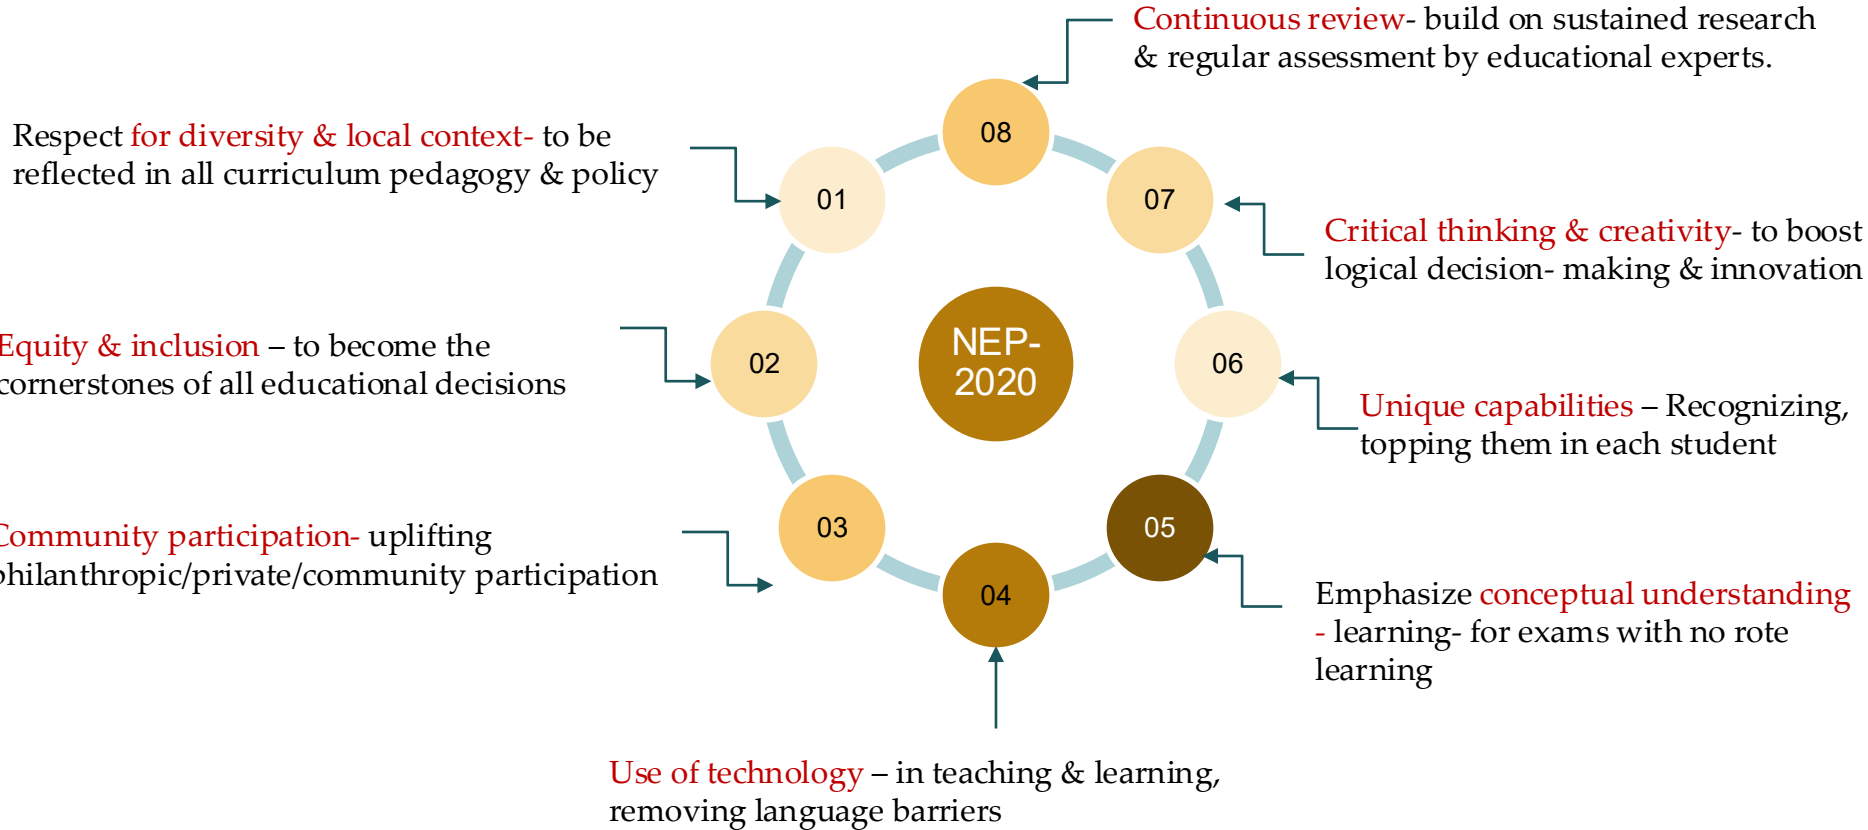 Continuous review- build on sustained research
& regular assessment by educational experts.
08
Respect for diversity & local context- to be
reflected in all curriculum pedagogy & policy
01
07
Critical thinking & creativity- to boost
logical decision- making & innovation
Equity & inclusion – to become the
cornerstones of all educational decisions
02
NEP-
2020
06
Unique capabilities – Recognizing,
topping them in each student
Community participation- uplifting
philanthropic/private/community participation
03
05
04
Emphasize conceptual understanding
- learning- for exams with no rote
learning
Use of technology – in teaching & learning,
removing language barriers